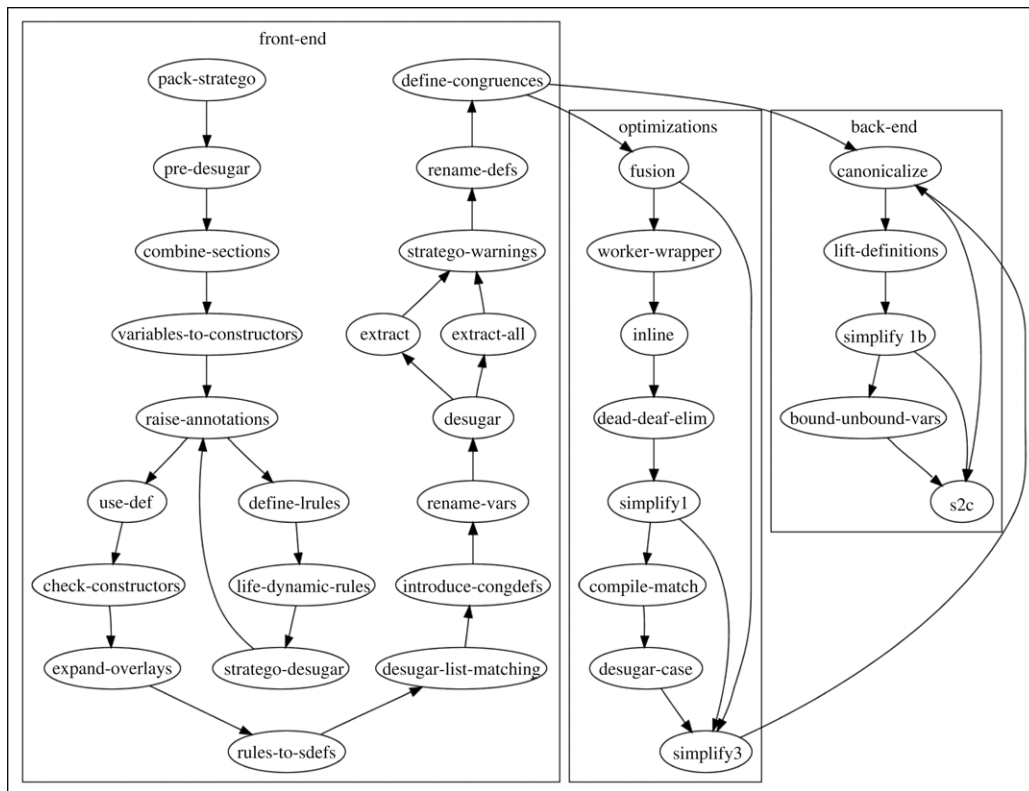 front-end
pack-stratego
pre-desugar
combine-sections
variables-to-constructors
raise-annotations
use-def
define-lrules
check-constructors
life-dynamic-rules
expand-overlays
stratego-desugar
rules-to-sdefs
desugar-list-matching
introduce-congdefs
rename-vars
desugar
extract
extract-all
stratego-warnings
rename-defs
define-congruences
optimizations
fusion
worker-wrapper
inline
dead-deaf-elim
simplify1
compile-match
desugar-case
simplify3
back-end
canonicalize
lift-definitions
simplify 1b
bound-unbound-vars
s2c